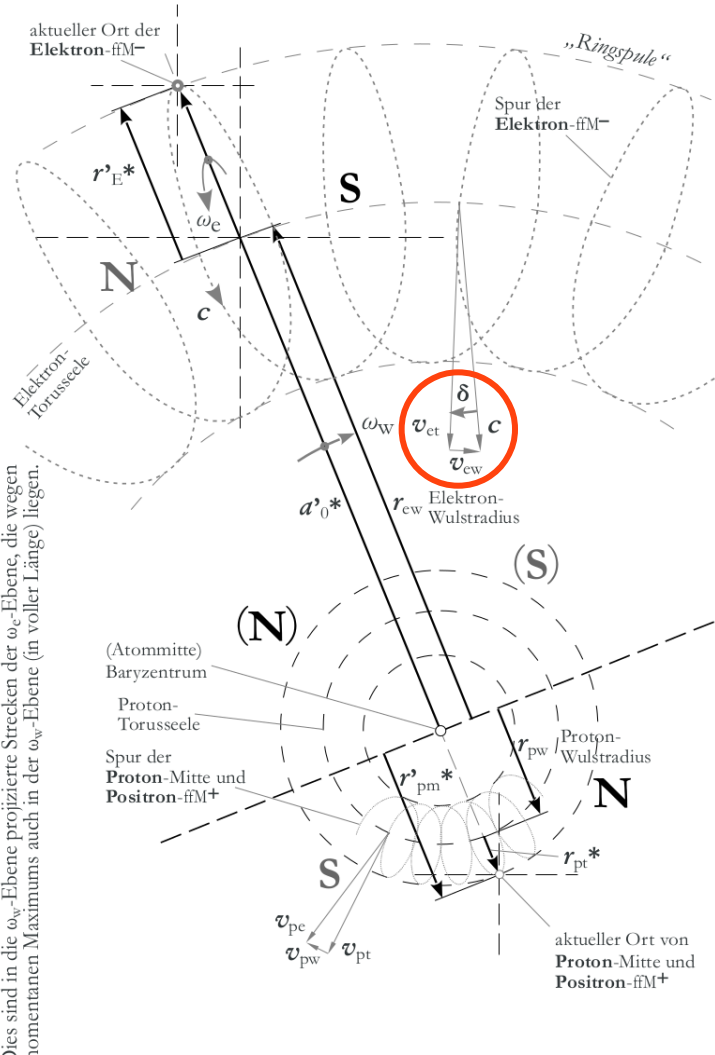 aktueller Ort der
Elektron-ffM–
„Ringspule“
Spur der
Elektron-ffM–
r’E*
ωe
S
N
c
Elektron-
Torusseele
δ
vet
c
vew
ωw
a’0*
rew
Elektron-
Wulstradius
(S)
(N)
(Atommitte)
Baryzentrum
Proton-
Torusseele
rpw
Proton-
Wulstradius
Spur der
Proton-Mitte und
Positron-ffM+
r’pm*
N
S
rpt*
vpe
vpw
vpt
aktueller Ort von
Proton-Mitte und
Positron-ffM+
Dies sind in die ωw-Ebene projizierte Strecken der ωe-Ebene, die wegen
momentanen Maximums auch in der ωw-Ebene (in voller Länge) liegen.